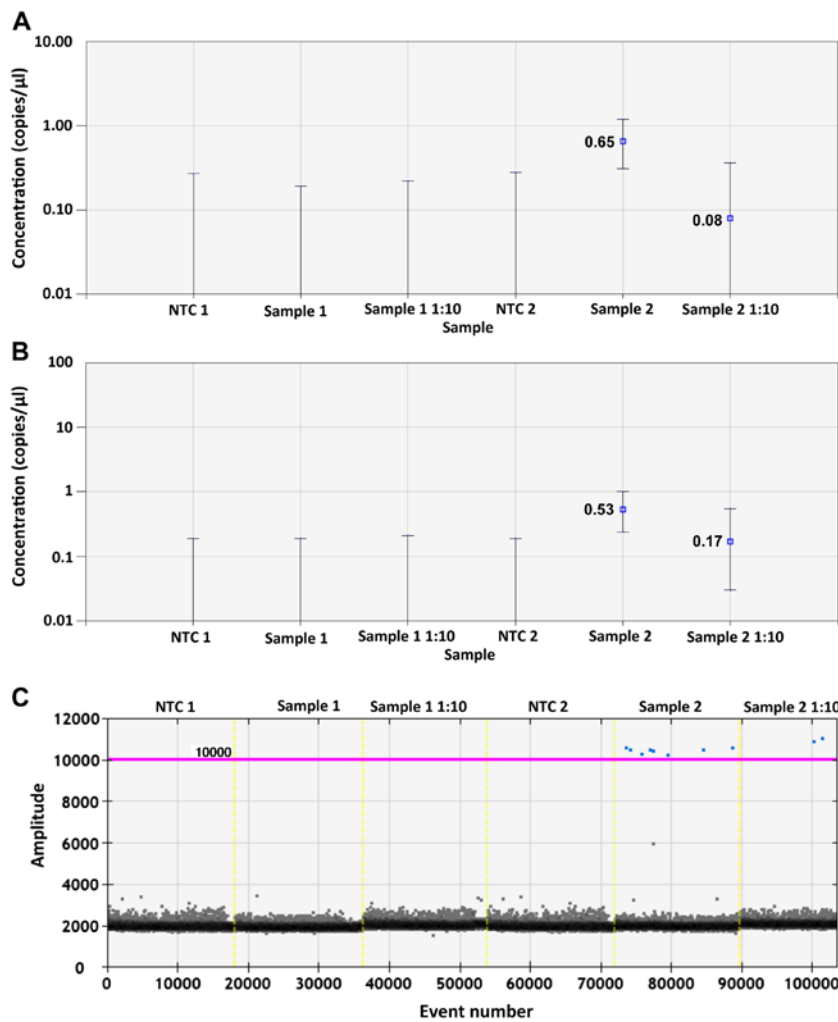 A
Concentration (copies/µl)
10.00
1.00
0.10
0.01
0.65
0.08
NTC 1 Sample 1 Sample 1 1:10 NTC 2 Sample 2 Sample 2 1:10
Sample
B
Concentration (copies/µl)
100
10
1
0.1
0.01
0.53
0.17
NTC 1 Sample 1 Sample 1 1:10 NTC 2 Sample 2 Sample 2 1:10
Sample
C
NTC 1 Sample 1 Sample 1 1:10 NTC 2 Sample 2 Sample 2 1:10
Amplitude
12000
10000
8000
6000
4000
2000
0
10000
0 10000 20000 30000 40000 50000 60000 70000 80000 90000 100000
Event number